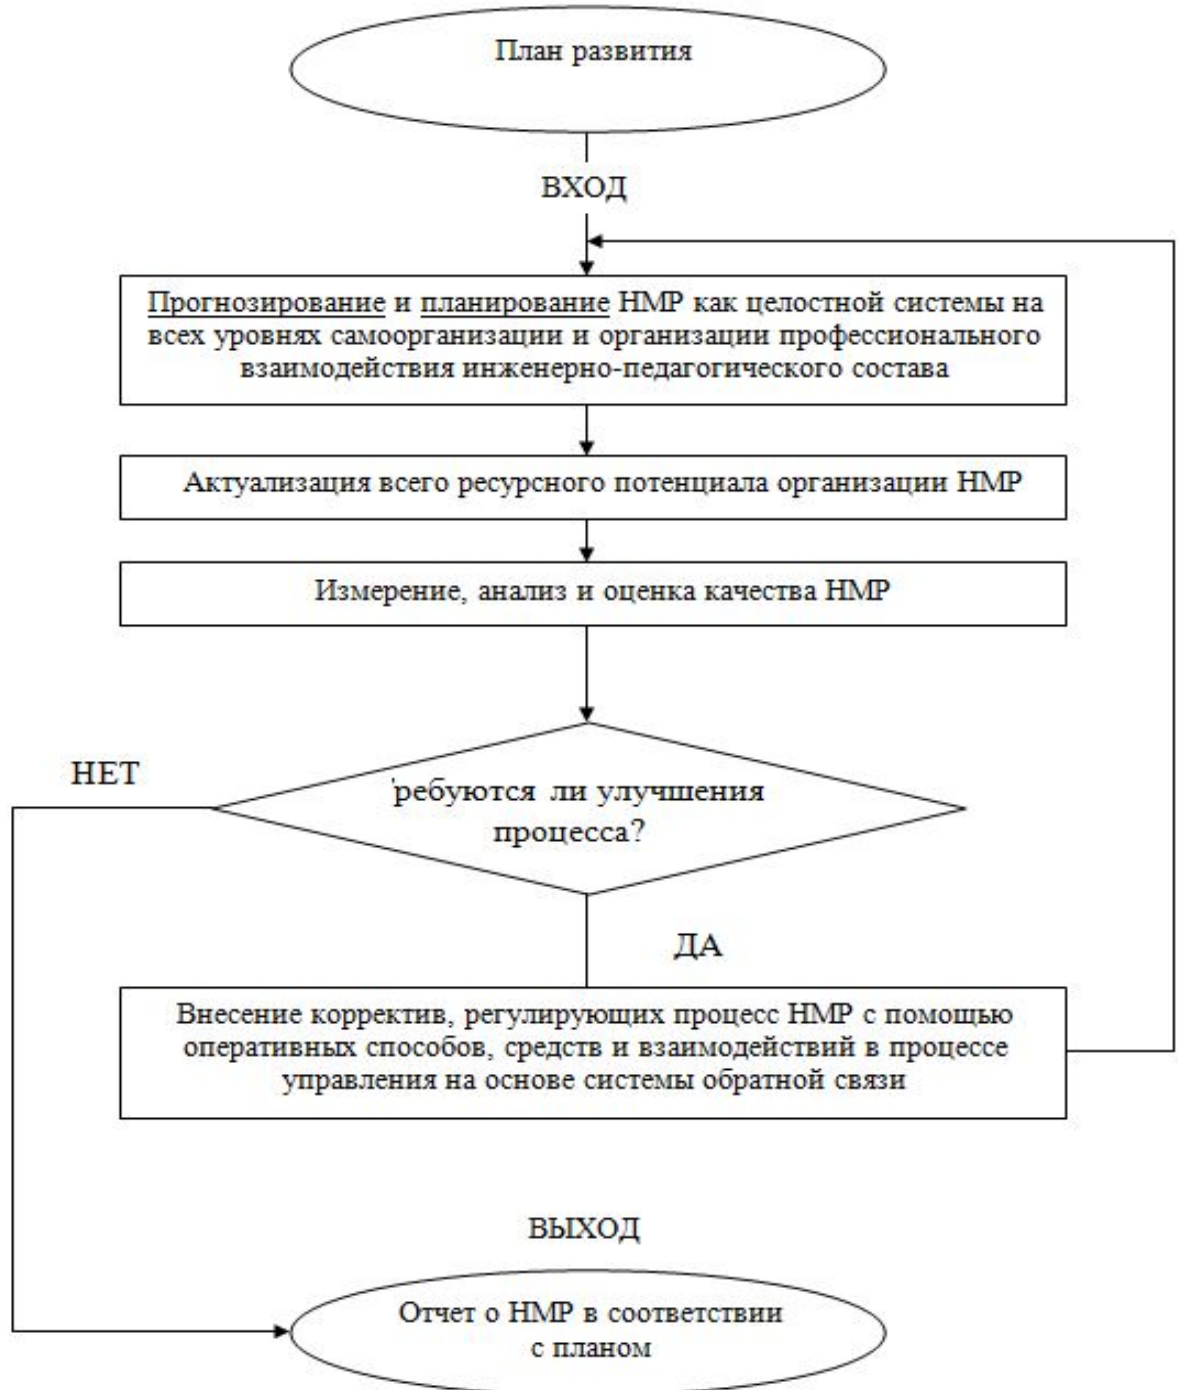 План развития
ВХОД
Прогнозирование и планирование НМР как целостной системы на
всех уровнях самоорганизации и организации профессионального
взаимодействия инженерно-педагогического состава
Актуализация всего ресурсного потенциала организации НМР
Измерение, анализ и оценка качества НМР
НЕТ
ребуются ли улучшения
процесса?
ДА
Внесение корректив, регулирующих процесс НМР с помощью
оперативных способов, средств и взаимодействий в процессе
управления на основе системы обратной связи
ВЫХОД
Отчет о НМР в соответствии
с планом